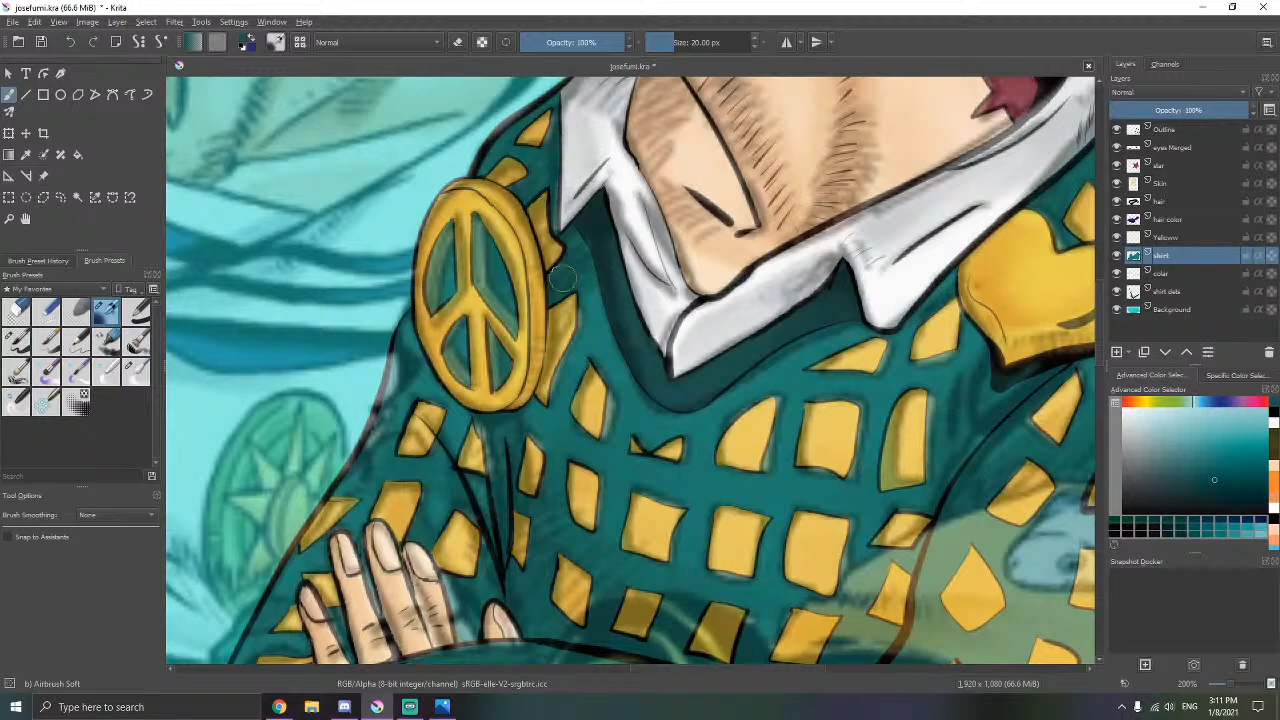 josefumi.kra (66.6 MiB) * - Krita
File Edit View Image Layer Select Filter Tools Settings Window Help
Normal
Opacity: 100%
Size: 20.00 px
josefumi.kra *
Layers Channels
Layers
Normal
Opacity: 100%
Outline
eyes Merged
star
Skin
hair
hair color
Yeloww
shirt
colar
shirt dets
Background
Brush Preset History Brush Presets
Brush Presets
My Favorites
Tag
Search
Tool Options
Brush Smoothing: None
Snap to Assistants
Advanced Color Selec... Specific Color Selec...
Advanced Color Selector
Snapshot Docker
b) Airbrush Soft
RGB/Alpha (8-bit integer/channel) sRGB-elle-V2-srgbtrc.icc
1,920 x 1,080 (66.6 MiB)
200%
Type here to search
3:11 PM
1/8/2021